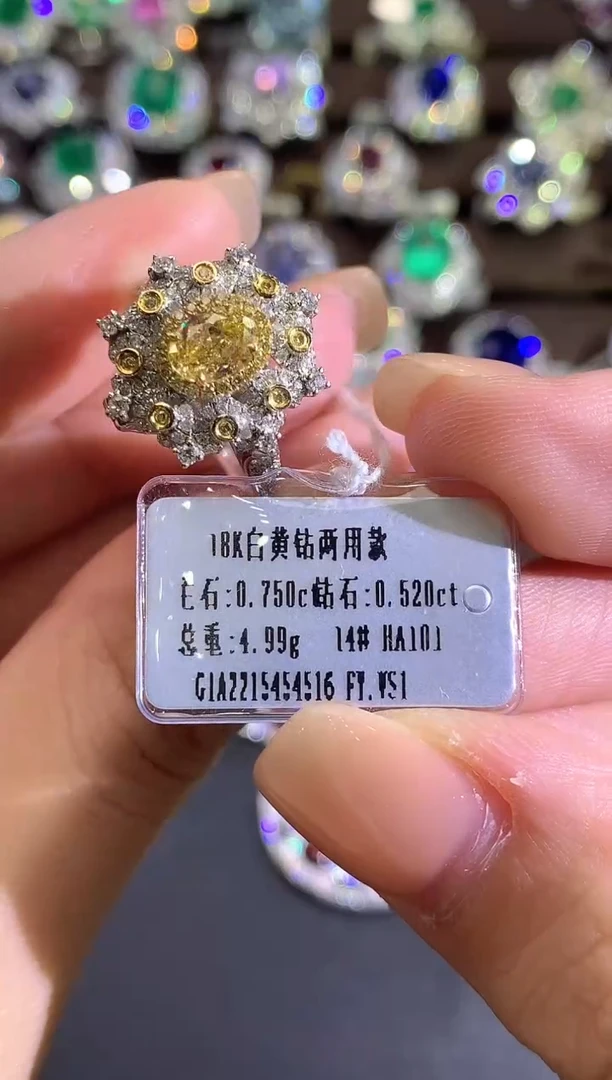 18K白黄钻两用款
主石:0.750c钻石:0.520ct
总重:4.99g 14# HA101
GIA2215454516 FY.VS1